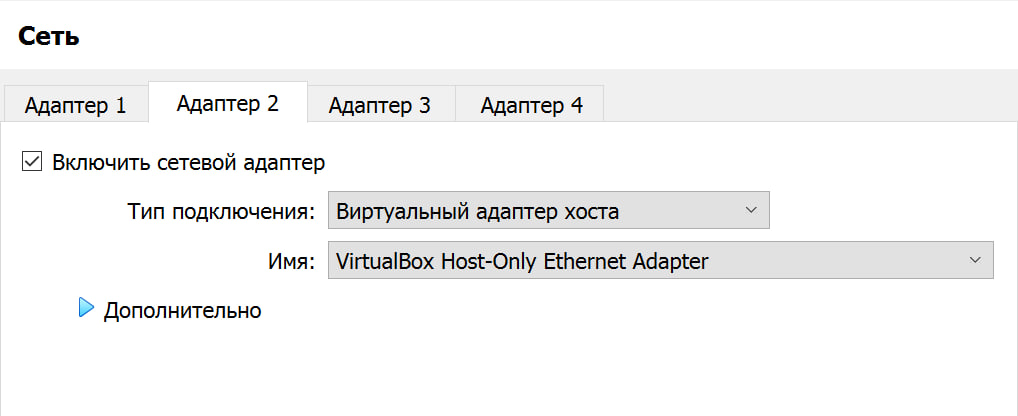 Сеть
Адаптер 1 Адаптер 2 Адаптер 3 Адаптер 4
Включить сетевой адаптер
Тип подключения: Виртуальный адаптер хоста
Имя: VirtualBox Host-Only Ethernet Adapter
Дополнительно